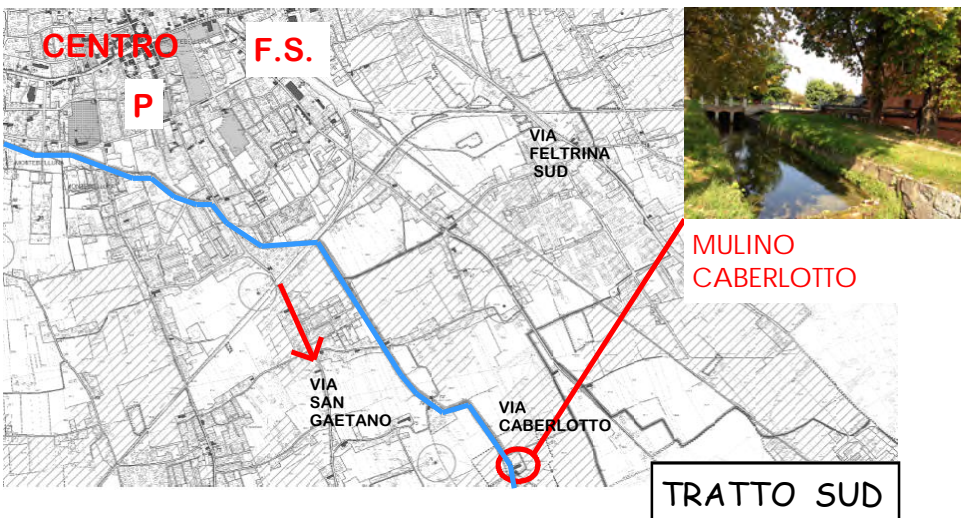 CENTRO
F.S.
P
VIA
FELTRINA
SUD
MULINO
CABERLOTTO
VIA
SAN
GAETANO
VIA
CABERLOTTO
TRATTO SUD